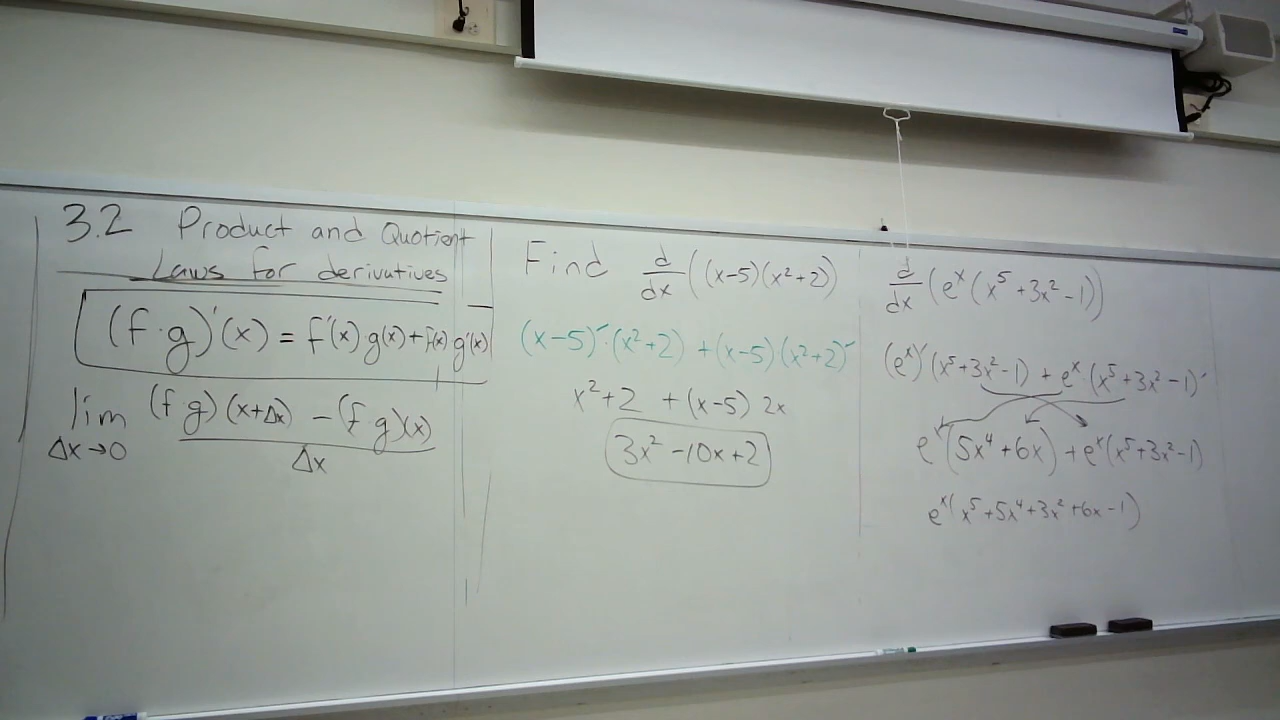 3.2 Product and Quotient
Laws for derivatives
(f·g)'(x) = f'(x) g(x) + f(x) g'(x)
lim (f g)(x+Δx) − (f g)(x)
Δx→0 Δx
Find d/dx ((x−5)(x²+2))
(x−5)'·(x²+2) + (x−5)·(x²+2)'
x²+2 + (x−5) 2x
3x² −10x+2
d/dx (eˣ(x⁵ +3x² −1))
(eˣ)'(x⁵+3x²−1) + eˣ·(x⁵+3x²−1)'
eˣ(5x⁴ +6x) + eˣ(x⁵+3x²−1)
eˣ(x⁵+5x⁴+3x²+6x−1)